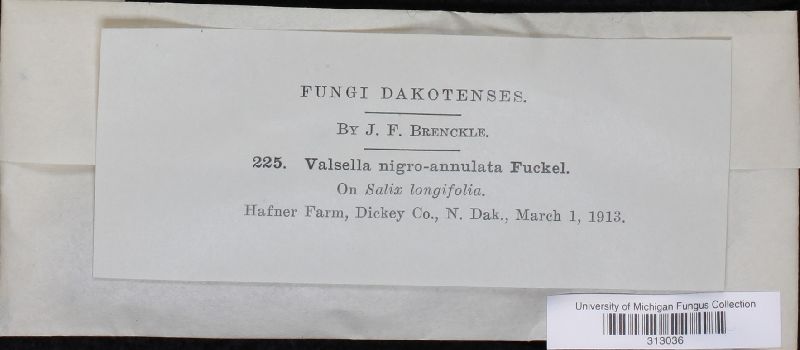 FUNGI DAKOTENSES.
BY J. F. BRENCKLE.
225. Valsella nigro-annulata Fuckel.
On Salix longifolia.
Hafner Farm, Dickey Co., N. Dak., March 1, 1913.
University of Michigan Fungus Collection
313036